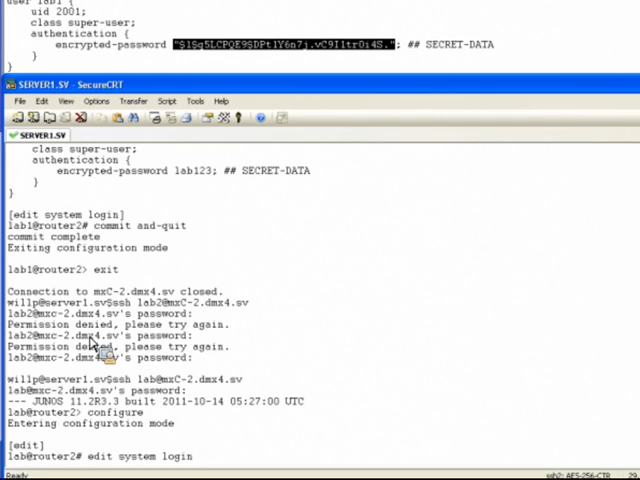 user lab1 {
uid 2001;
class super-user;
authentication {
encrypted-password "$1$q5LCPQE9$DPt1Y6n7j.vC9I1tr0i4S."; ## SECRET-DATA
}
}
SERVER1.SV - SecureCRT
File Edit View Options Transfer Script Tools Help
SERVER1.SV
class super-user;
authentication {
encrypted-password lab123; ## SECRET-DATA
}
}
[edit system login]
lab1@router2# commit and-quit
commit complete
Exiting configuration mode
lab1@router2> exit
Connection to mxC-2.dmx4.sv closed.
willp@server1.sv$ssh lab2@mxC-2.dmx4.sv
lab2@mxc-2.dmx4.sv's password:
Permission denied, please try again.
lab2@mxc-2.dmx4.sv's password:
Permission denied, please try again.
lab2@mxc-2.dmx4.sv's password:
willp@server1.sv$ssh lab@mxC-2.dmx4.sv
lab@mxc-2.dmx4.sv's password:
--- JUNOS 11.2R3.3 built 2011-10-14 05:27:00 UTC
lab@router2> configure
Entering configuration mode
[edit]
lab@router2# edit system login
Ready ssh2: AES-256-CTR 29,